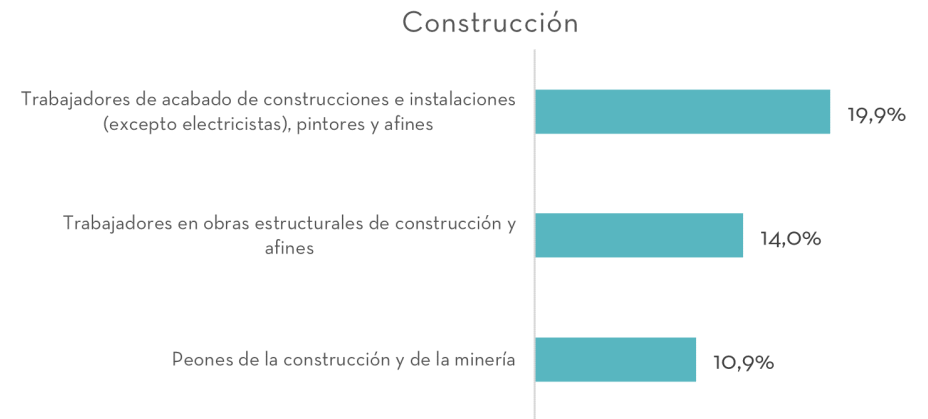 Construcción
Trabajadores de acabado de construcciones e instalaciones
(excepto electricistas), pintores y afines
19,9%
Trabajadores en obras estructurales de construcción y
afines
14,0%
Peones de la construcción y de la minería
10,9%